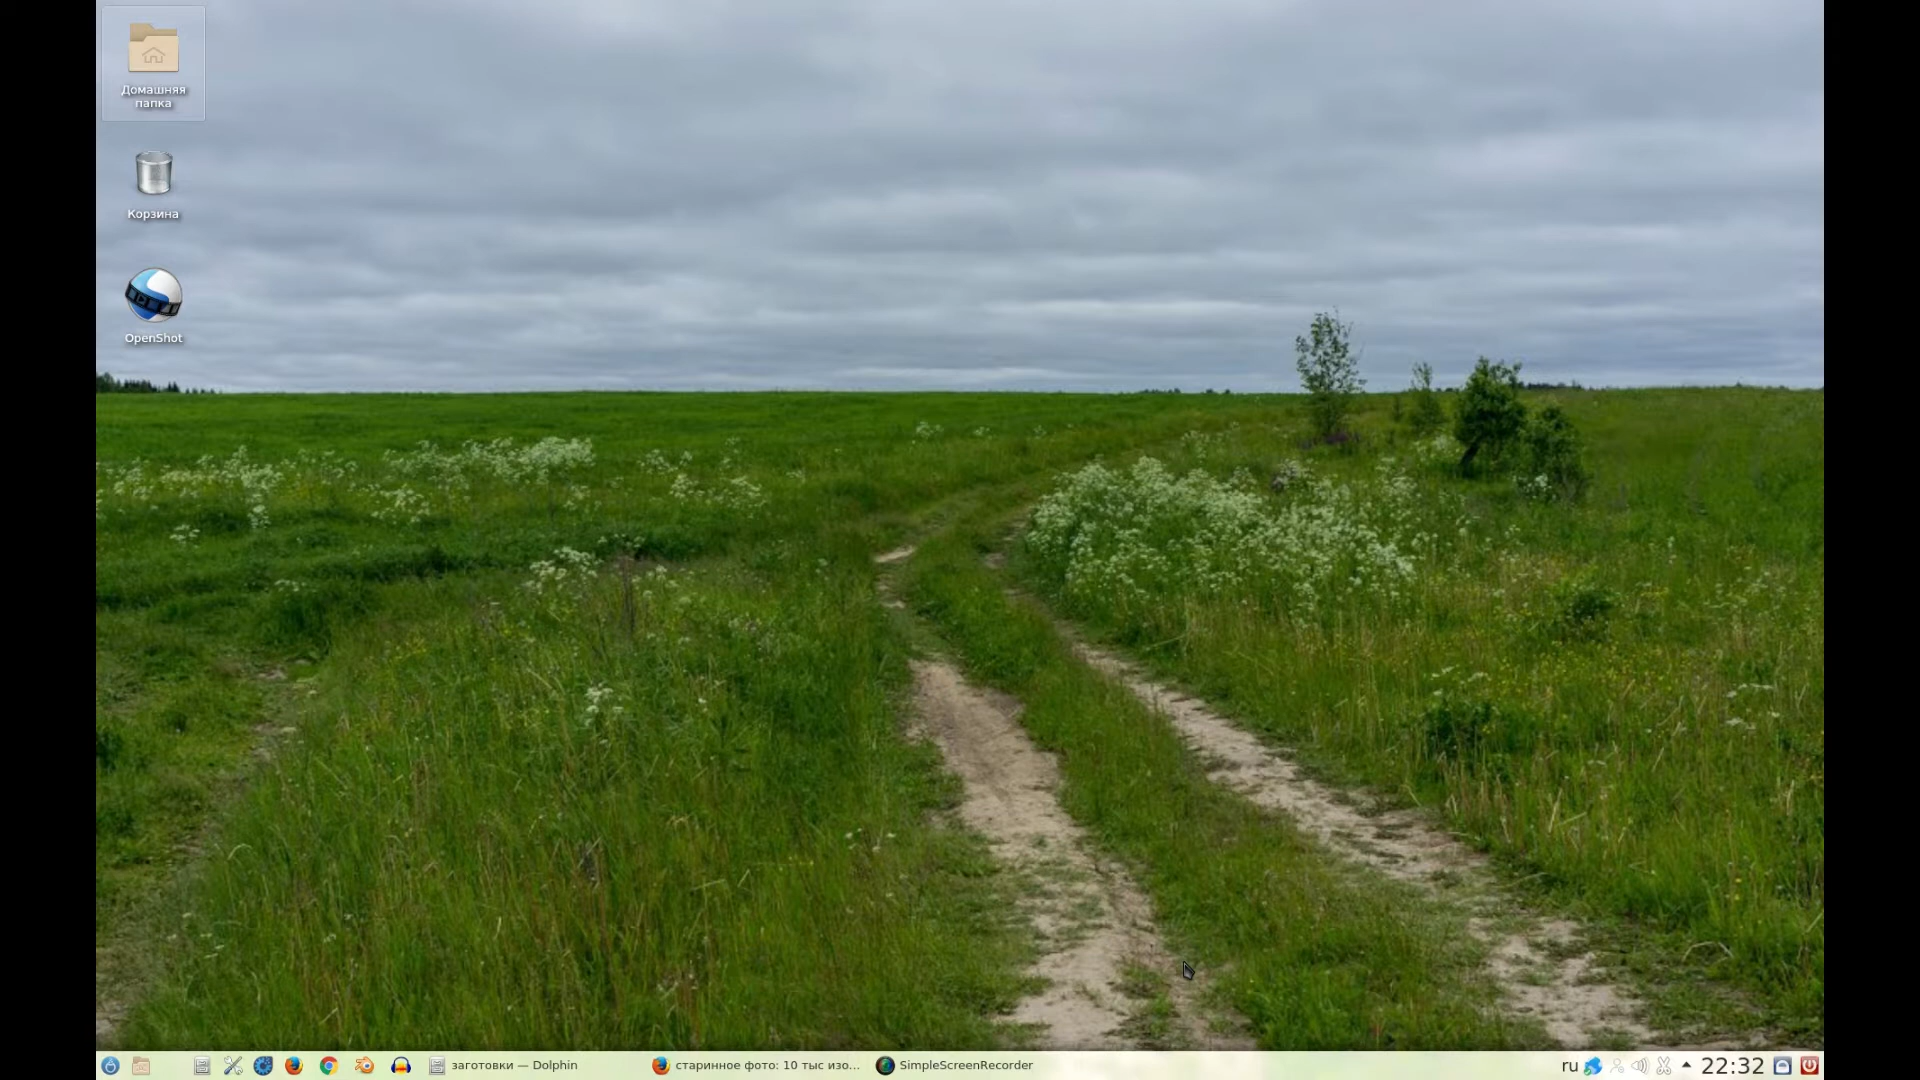 Домашняя
папка
Корзина
OpenShot
заготовки — Dolphin
старинное фото: 10 тыс изо...
SimpleScreenRecorder
ru
22:32